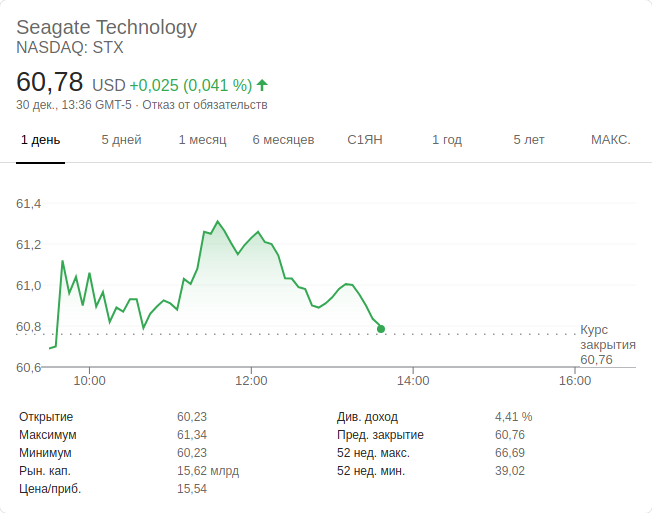 Seagate Technology
NASDAQ: STX
60,78 USD +0,025 (0,041 %)
30 дек., 13:36 GMT-5 · Отказ от обязательств
1 день 5 дней 1 месяц 6 месяцев С1ЯН 1 год 5 лет МАКС.
61,4
61,2
61,0
60,8
60,6
Курс
закрытия
60,76
10:00 12:00 14:00 16:00
Открытие 60,23 Див. доход 4,41 %
Максимум 61,34 Пред. закрытие 60,76
Минимум 60,23 52 нед. макс. 66,69
Рын. кап. 15,62 млрд 52 нед. мин. 39,02
Цена/приб. 15,54